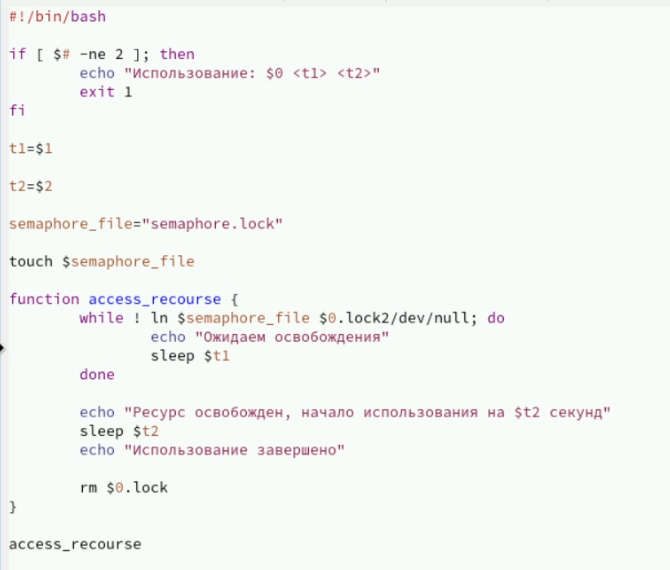 #!/bin/bash
if [ $# -ne 2 ]; then
echo "Использование: $0 <t1> <t2>"
exit 1
fi
t1=$1
t2=$2
semaphore_file="semaphore.lock"
touch $semaphore_file
function access_recourse {
while ! ln $semaphore_file $0.lock2/dev/null; do
echo "Ожидаем освобождения"
sleep $t1
done
echo "Ресурс освобожден, начало использования на $t2 секунд"
sleep $t2
echo "Использование завершено"
rm $0.lock
}
access_recourse